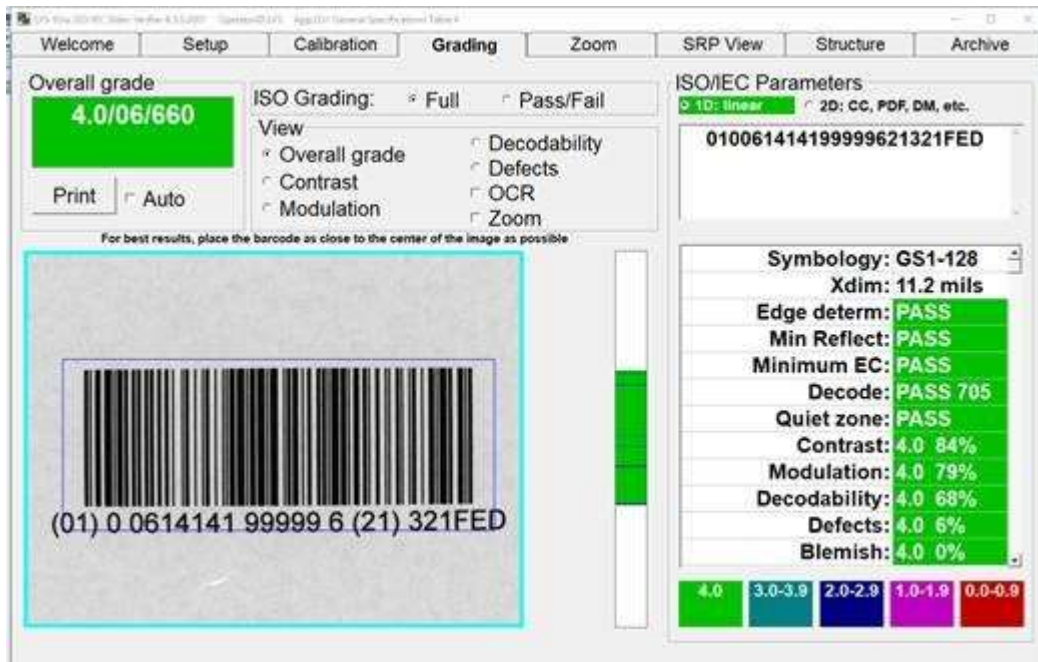 Welcome Setup Calibration Grading Zoom SRP View Structure Archive
Overall grade
4.0/06/660
Print Auto
ISO Grading: Full Pass/Fail
View
Overall grade
Contrast
Modulation
Decodability
Defects
OCR
Zoom
For best results, place the barcode as close to the center of the image as possible
(01) 0 0614141 99999 6 (21) 321FED
ISO/IEC Parameters
1D: linear 2D: CC, PDF, DM, etc.
010061414199999621321FED
Symbology: GS1-128
Xdim: 11.2 mils
Edge determ: PASS
Min Reflect: PASS
Minimum EC: PASS
Decode: PASS 705
Quiet zone: PASS
Contrast: 4.0 84%
Modulation: 4.0 79%
Decodability: 4.0 68%
Defects: 4.0 6%
Blemish: 4.0 0%
4.0 3.0-3.9 2.0-2.9 1.0-1.9 0.0-0.9